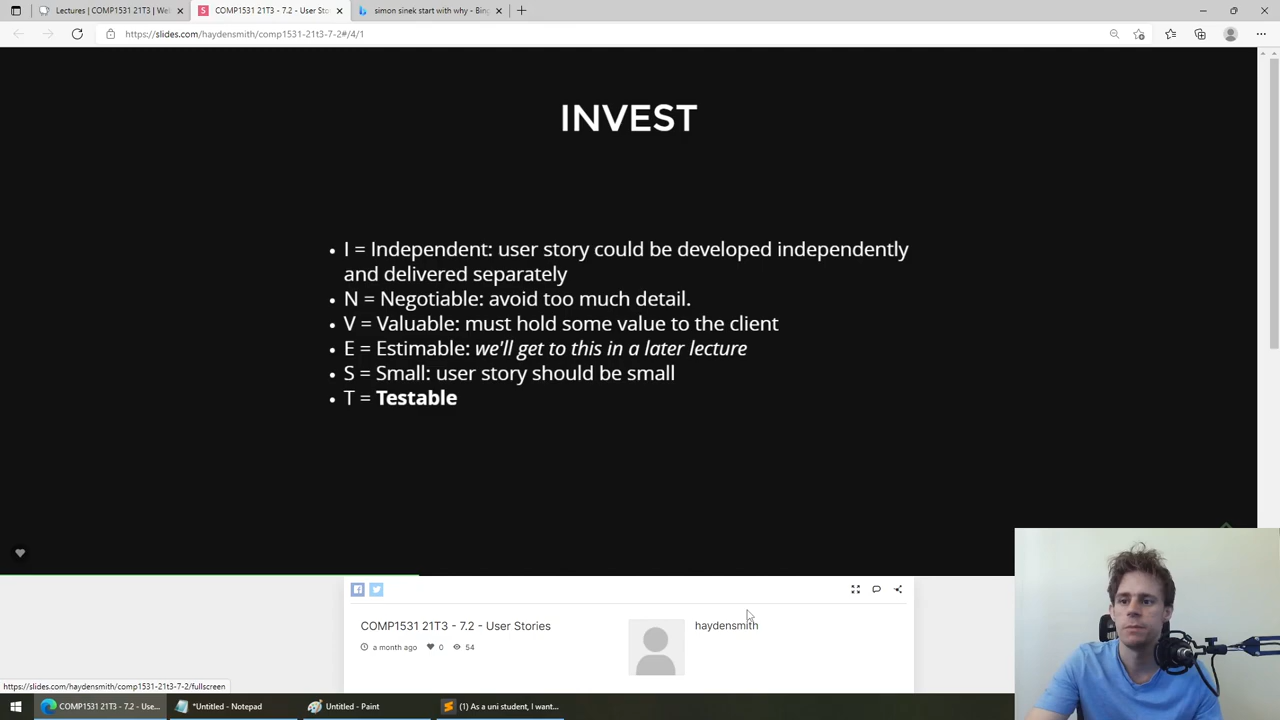 Lectures | COMP1531 21T3 | Wel
COMP1531 21T3 - 7.2 - User Sto
simon sinek start with why - Bing
https://slides.com/haydensmith/comp1531-21t3-7-2#/4/1
INVEST
• I = Independent: user story could be developed independently
and delivered separately
• N = Negotiable: avoid too much detail.
• V = Valuable: must hold some value to the client
• E = Estimable: we'll get to this in a later lecture
• S = Small: user story should be small
• T = Testable
COMP1531 21T3 - 7.2 - User Stories
haydensmith
a month ago 0 54
https://slides.com/haydensmith/comp1531-21t3-7-2/fullscreen
COMP1531 21T3 - 7.2 - Use...
*Untitled - Notepad
Untitled - Paint
(1) As a uni student, I want...